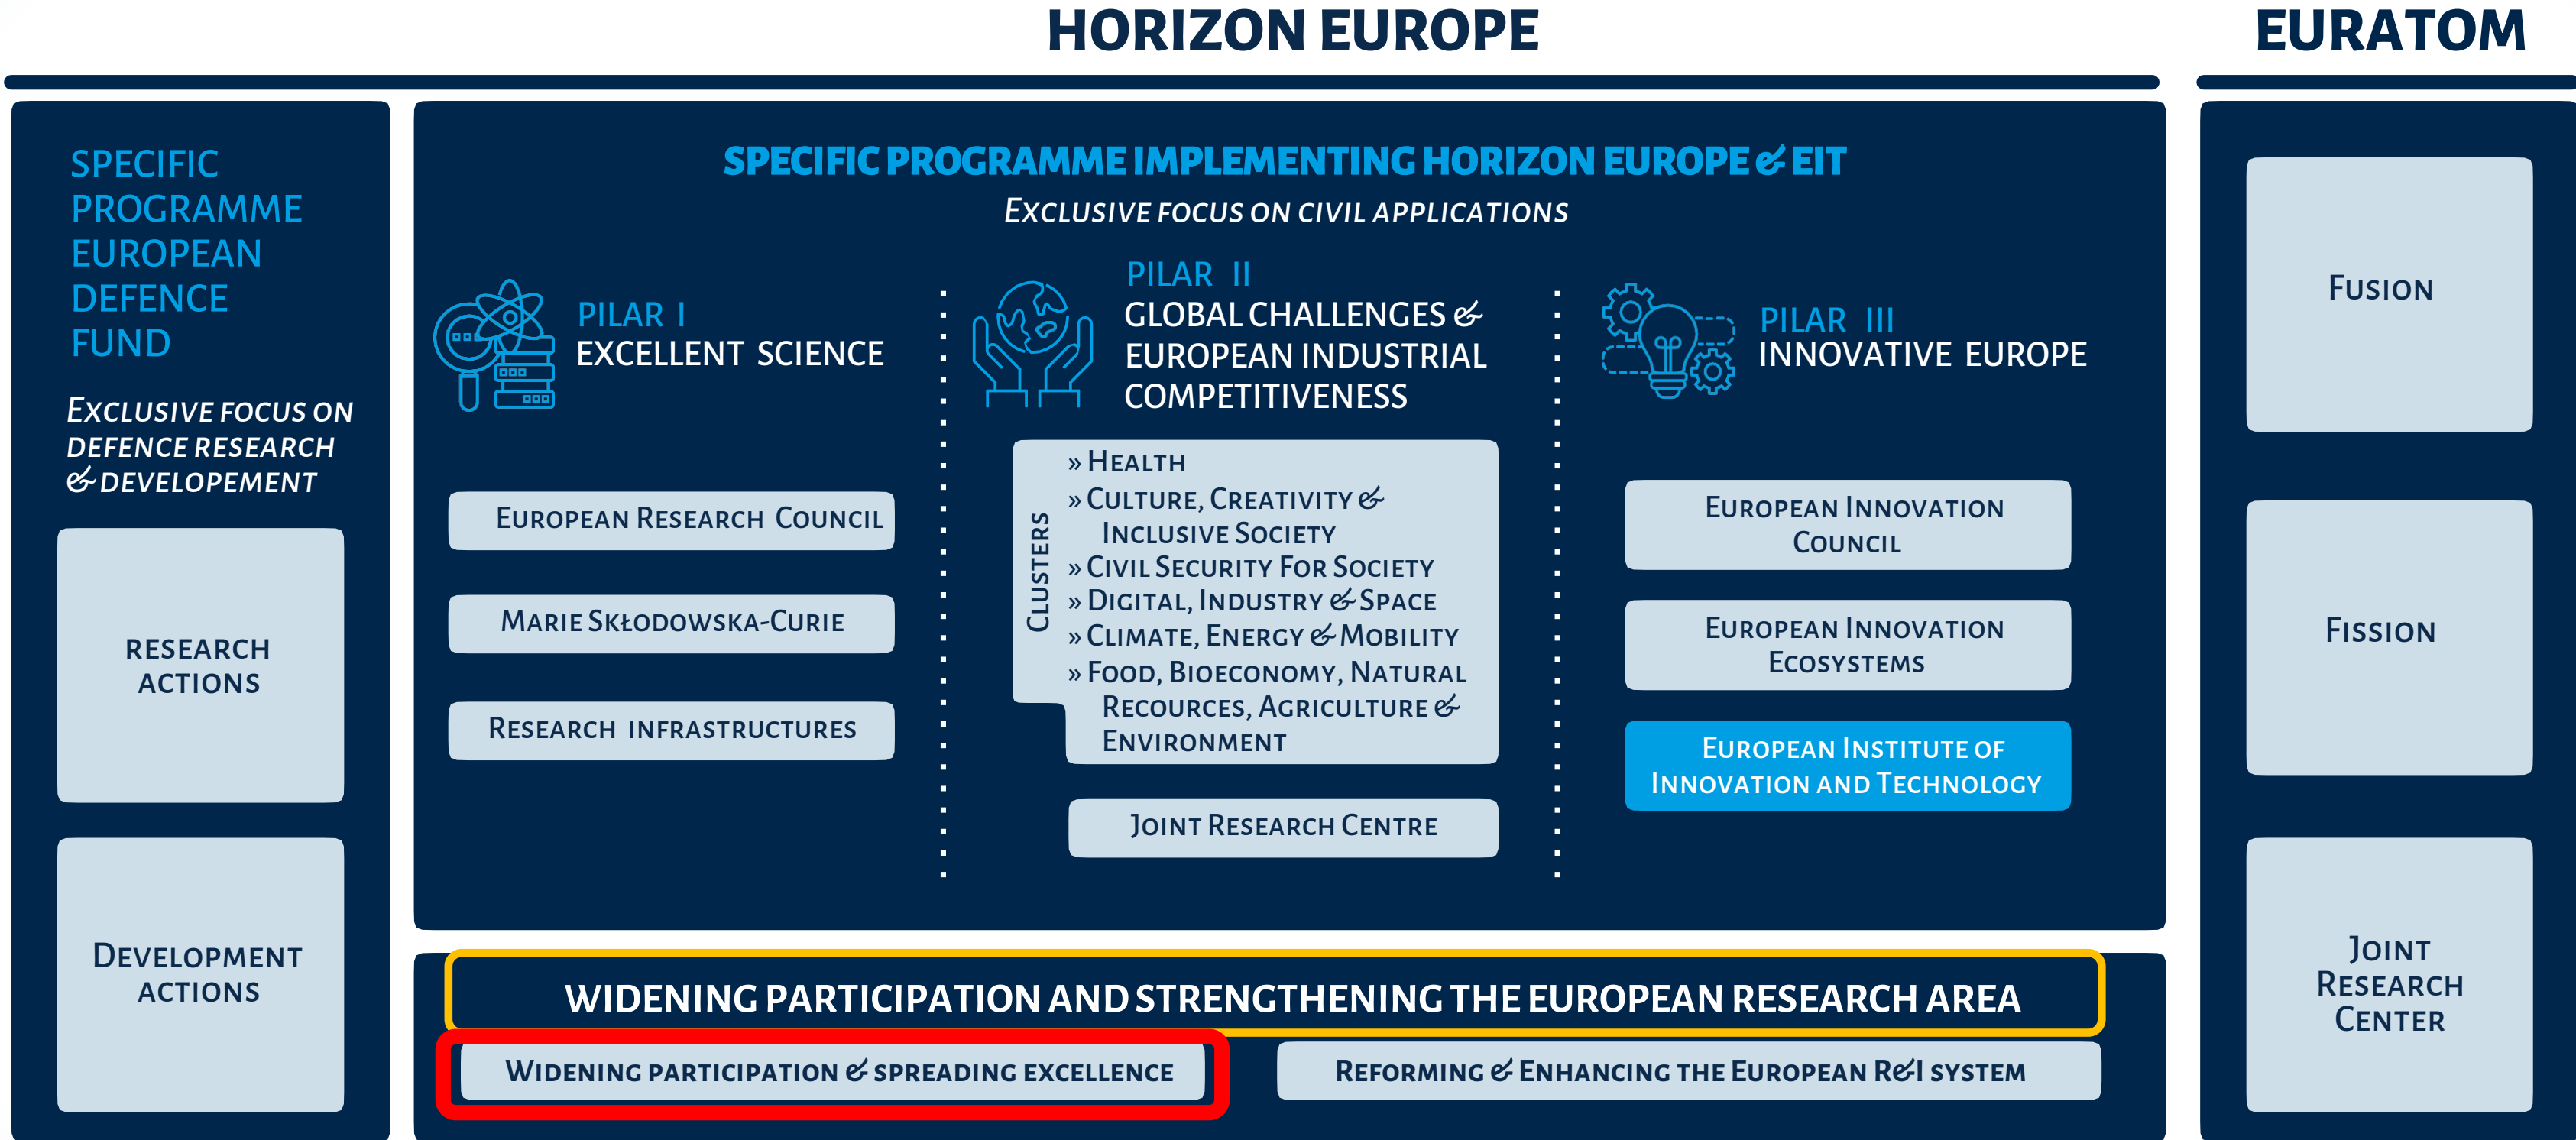 HORIZON EUROPE
EURATOM
SPECIFIC
PROGRAMME
EUROPEAN
DEFENCE
FUND
EXCLUSIVE FOCUS ON
DEFENCE RESEARCH
& DEVELOPEMENT
RESEARCH
ACTIONS
DEVELOPMENT
ACTIONS
SPECIFIC PROGRAMME IMPLEMENTING HORIZON EUROPE & EIT
EXCLUSIVE FOCUS ON CIVIL APPLICATIONS
PILAR I
EXCELLENT SCIENCE
EUROPEAN RESEARCH COUNCIL
MARIE SKŁODOWSKA-CURIE
RESEARCH INFRASTRUCTURES
PILAR II
GLOBAL CHALLENGES &
EUROPEAN INDUSTRIAL
COMPETITIVENESS
CLUSTERS
» HEALTH
» CULTURE, CREATIVITY &
INCLUSIVE SOCIETY
» CIVIL SECURITY FOR SOCIETY
» DIGITAL, INDUSTRY & SPACE
» CLIMATE, ENERGY & MOBILITY
» FOOD, BIOECONOMY, NATURAL
RECOURCES, AGRICULTURE &
ENVIRONMENT
JOINT RESEARCH CENTRE
PILAR III
INNOVATIVE EUROPE
EUROPEAN INNOVATION
COUNCIL
EUROPEAN INNOVATION
ECOSYSTEMS
EUROPEAN INSTITUTE OF
INNOVATION AND TECHNOLOGY
WIDENING PARTICIPATION AND STRENGTHENING THE EUROPEAN RESEARCH AREA
WIDENING PARTICIPATION & SPREADING EXCELLENCE
REFORMING & ENHANCING THE EUROPEAN R&I SYSTEM
FUSION
FISSION
JOINT
RESEARCH
CENTER